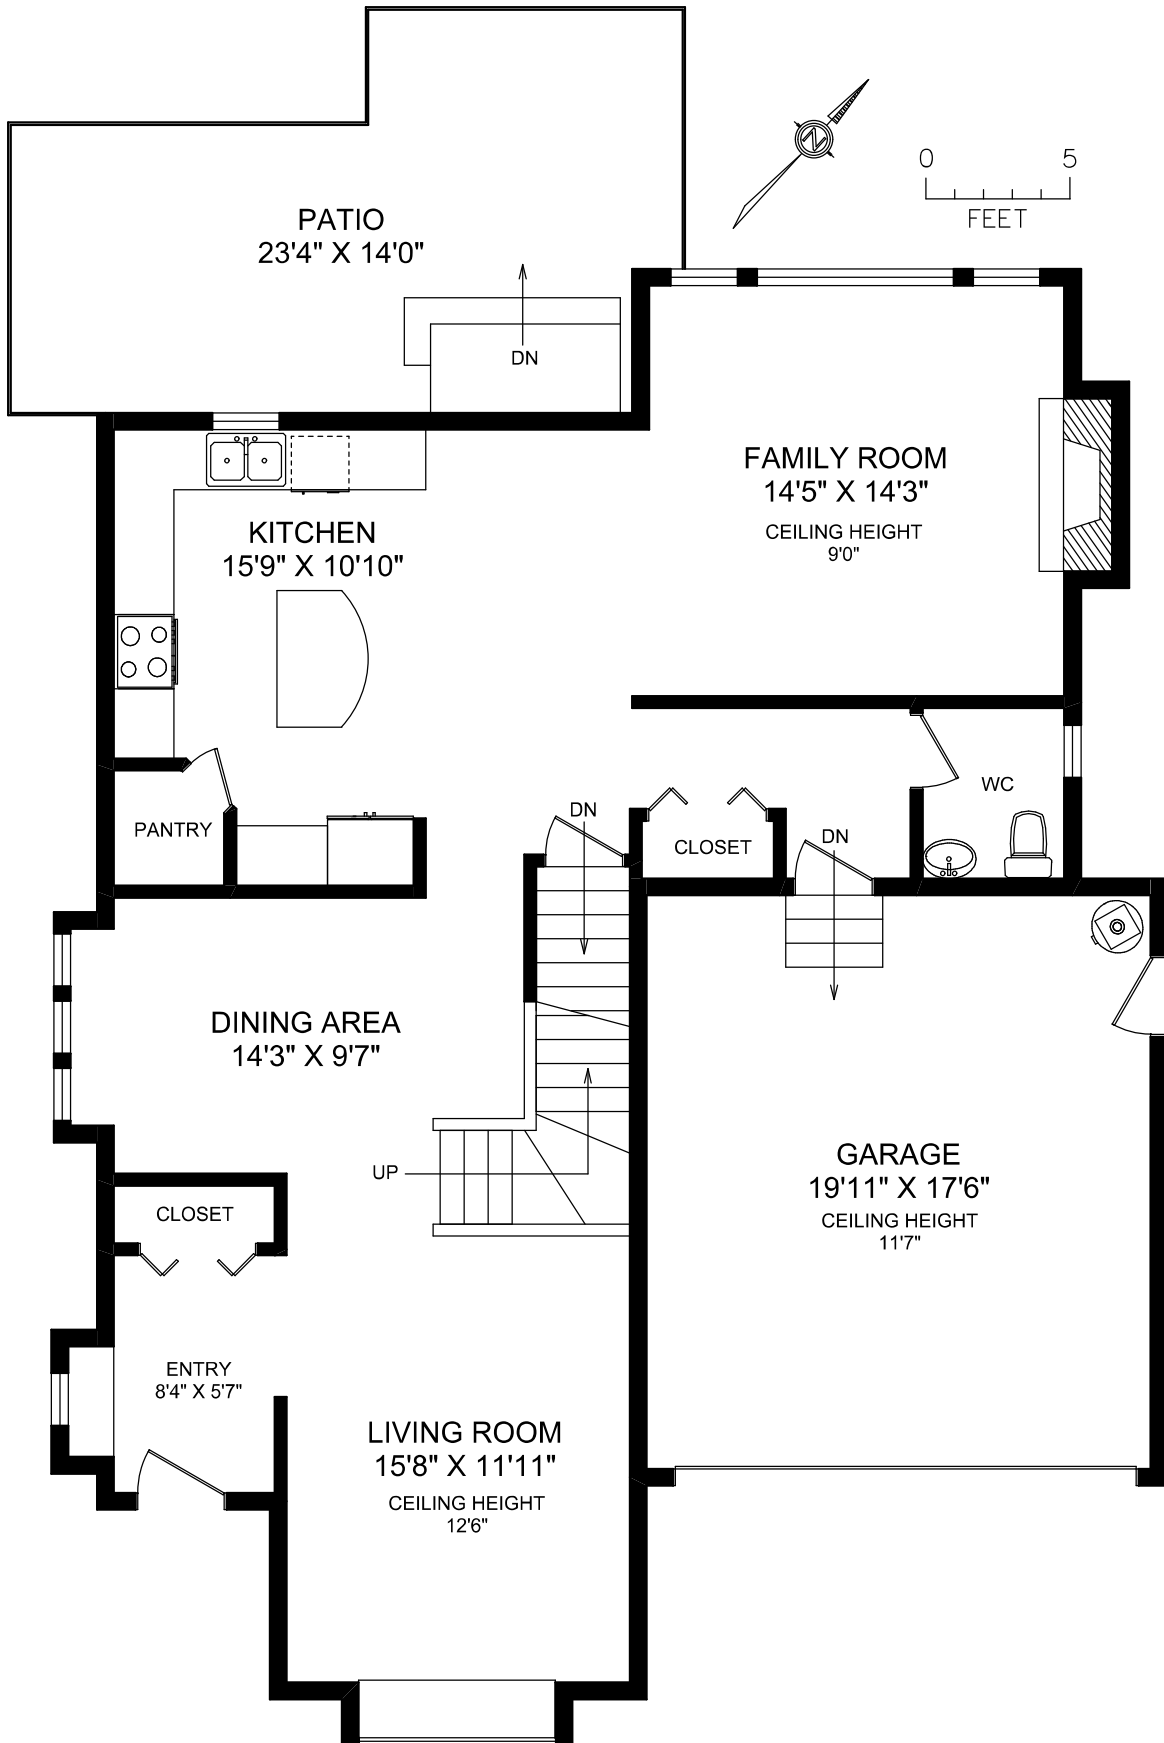 N
0 5
FEET
PATIO
23'4" X 14'0"
DN
FAMILY ROOM
14'5" X 14'3"
CEILING HEIGHT
9'0"
KITCHEN
15'9" X 10'10"
WC
PANTRY
DN
CLOSET
DN
DINING AREA
14'3" X 9'7"
UP
GARAGE
19'11" X 17'6"
CEILING HEIGHT
11'7"
CLOSET
ENTRY
8'4" X 5'7"
LIVING ROOM
15'8" X 11'11"
CEILING HEIGHT
12'6"